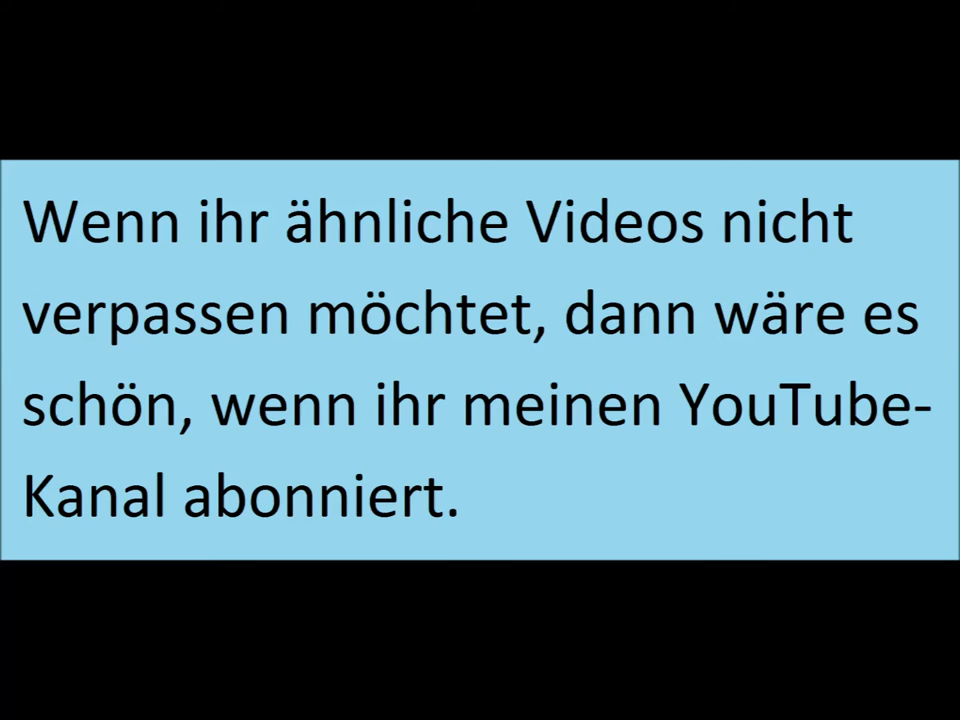 Wenn ihr ähnliche Videos nicht
verpassen möchtet, dann wäre es
schön, wenn ihr meinen YouTube-
Kanal abonniert.